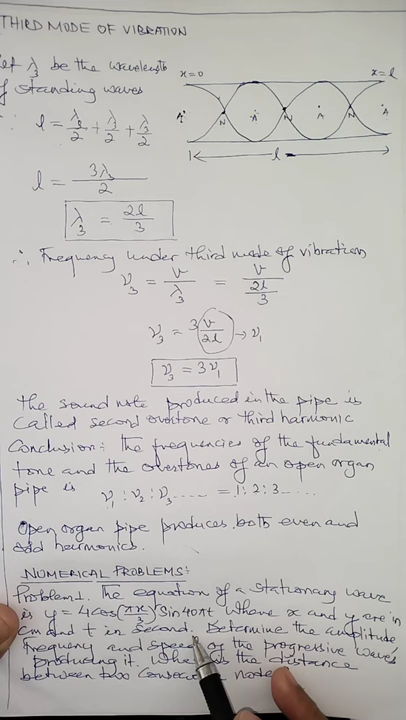 THIRD MODE OF VIBRATION
Let λ₃ be the wavelength
of standing waves
x=0 x=l
A N A N A N A
l
∴ l = λ₃/2 + λ₃/2 + λ₃/2
l = 3λ₃/2
λ₃ = 2l/3
∴ Frequency under third mode of vibration
ν₃ = v/λ₃ = v/(2l/3)
ν₃ = 3 v/2l → ν₁
ν₃ = 3ν₁
The sound note produced in the pipe is
called second overtone or third harmonic
Conclusion: The frequencies of the fundamental
tone and the overtones of an open organ
pipe is ν₁ : ν₂ : ν₃ ..... = 1 : 2 : 3 ....
Open organ pipe produces both even and
odd harmonics.
NUMERICAL PROBLEMS:
Problem 1. The equation of a stationary wave
is y = 4cos(πx/3) sin 40πt where x and y are in
cm and t in second. Determine the amplitude,
frequency and speed of the progressive waves
producing it. What is the distance
between two consecutive nodes